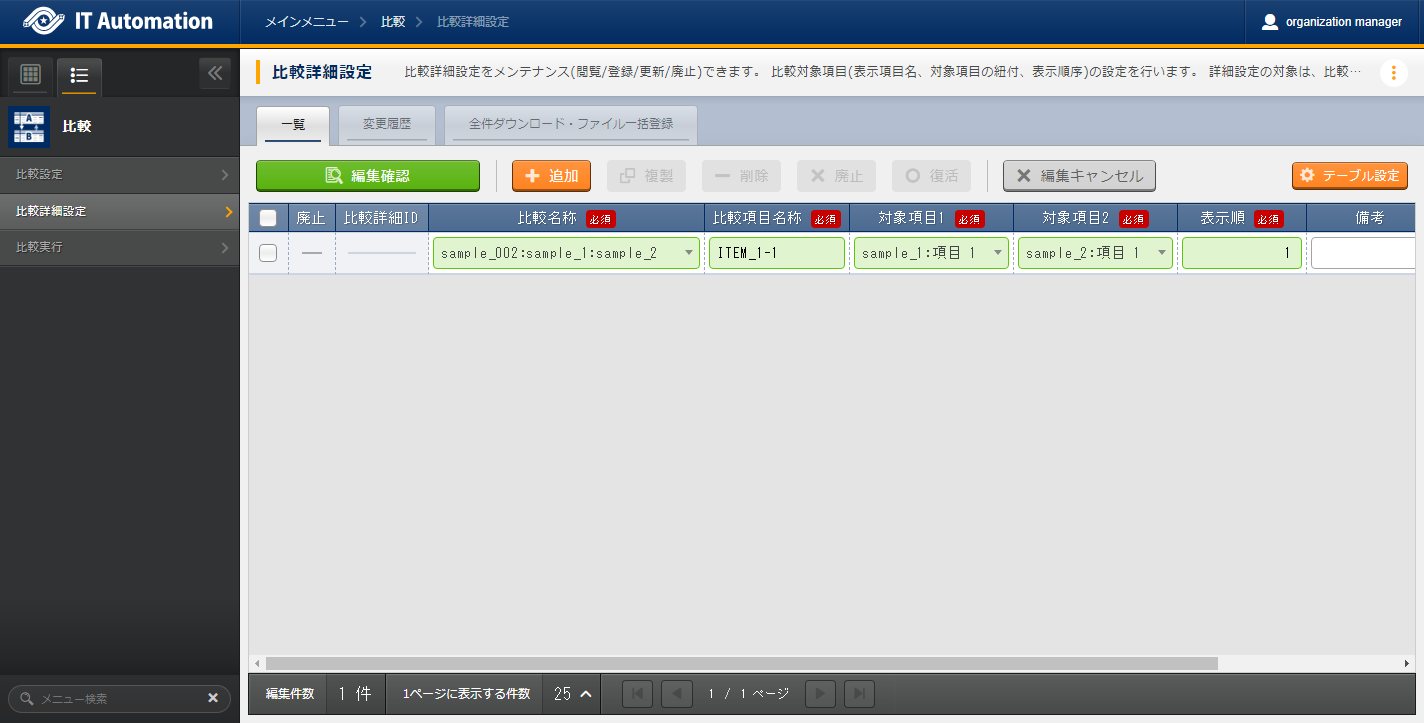 IT Automation
メインメニュー 比較 比較詳細設定
organization manager
比較
比較設定
比較詳細設定
比較実行
メニュー検索
比較詳細設定
比較詳細設定をメンテナンス(閲覧/登録/更新/廃止)できます。 比較対象項目(表示項目名、対象項目の紐付、表示順序)の設定を行います。 詳細設定の対象は、比較…
一覧 変更履歴 全件ダウンロード・ファイル一括登録
編集確認 追加 複製 削除 廃止 復活 編集キャンセル テーブル設定
廃止 比較詳細ID 比較名称 必須 比較項目名称 必須 対象項目1 必須 対象項目2 必須 表示順 必須 備考
sample_002:sample_1:sample_2 ITEM_1-1 sample_1:項目 1 sample_2:項目 1 1
編集件数 1 件 1ページに表示する件数 25 1 / 1 ページ